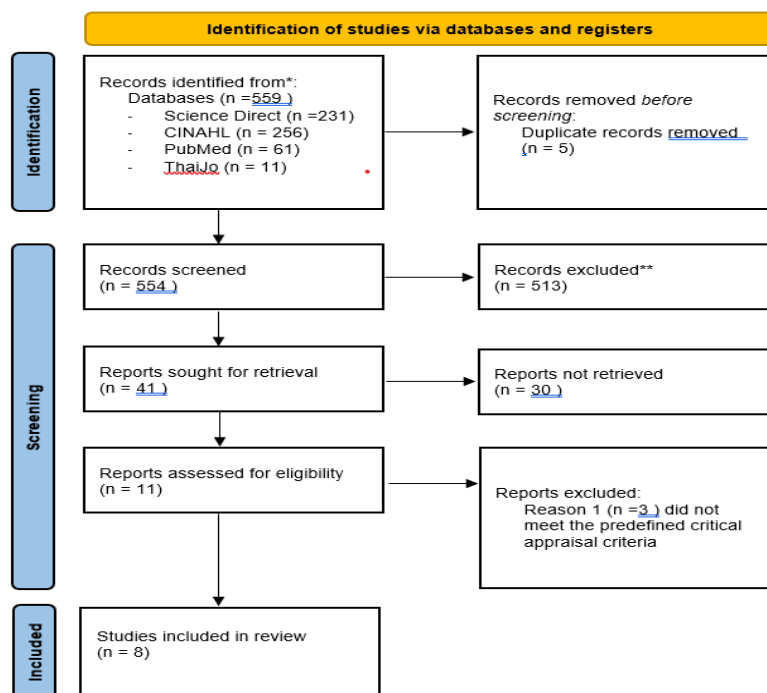 Identification of studies via databases and registers
Identification
Records identified from*:
Databases (n =559 )
- Science Direct (n =231)
- CINAHL (n = 256)
- PubMed (n = 61)
- ThaiJo (n = 11)
Records removed before
screening:
Duplicate records removed
(n = 5)
Screening
Records screened
(n = 554 )
Records excluded**
(n = 513)
Reports sought for retrieval
(n = 41 )
Reports not retrieved
(n = 30 )
Reports assessed for eligibility
(n = 11)
Reports excluded:
Reason 1 (n =3 ) did not
meet the predefined critical
appraisal criteria
Included
Studies included in review
(n = 8)